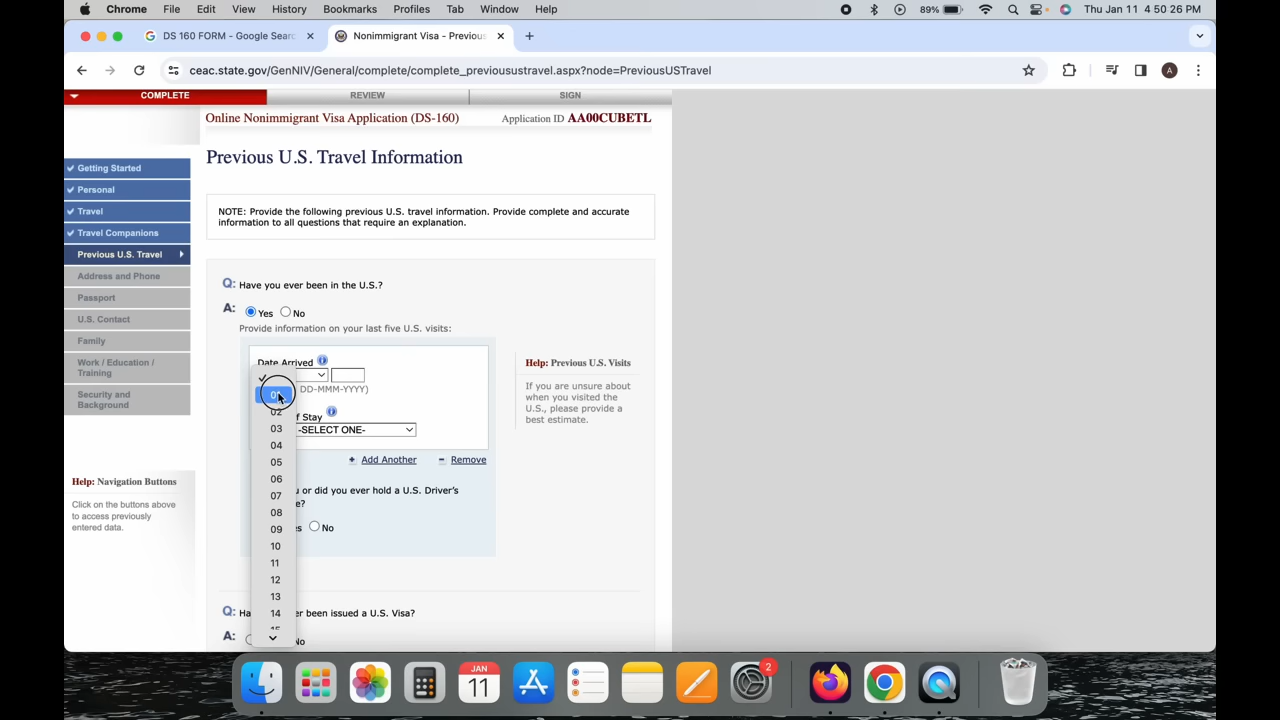 Chrome File Edit View History Bookmarks Profiles Tab Window Help 89% Thu Jan 11 4 50 26 PM
DS 160 FORM - Google Searc
Nonimmigrant Visa - Previous
ceac.state.gov/GenNIV/General/complete/complete_previousustravel.aspx?node=PreviousUSTravel
A
COMPLETE REVIEW SIGN
Online Nonimmigrant Visa Application (DS-160) Application ID AA00CUBETL
Previous U.S. Travel Information
Getting Started
Personal
Travel
Travel Companions
Previous U.S. Travel
Address and Phone
Passport
U.S. Contact
Family
Work / Education /
Training
Security and
Background
Help: Navigation Buttons
Click on the buttons above
to access previously
entered data.
NOTE: Provide the following previous U.S. travel information. Provide complete and accurate
information to all questions that require an explanation.
Q: Have you ever been in the U.S.?
A: Yes No
Provide information on your last five U.S. visits:
Date Arrived
DD-MMM-YYYY)
f Stay
-SELECT ONE-
+ Add Another - Remove
u or did you ever hold a U.S. Driver's
e?
es No
Help: Previous U.S. Visits
If you are unsure about
when you visited the
U.S., please provide a
best estimate.
01
02
03
04
05
06
07
08
09
10
11
12
13
14
15
Q: Ha er been issued a U.S. Visa?
A: No
JAN
11
2